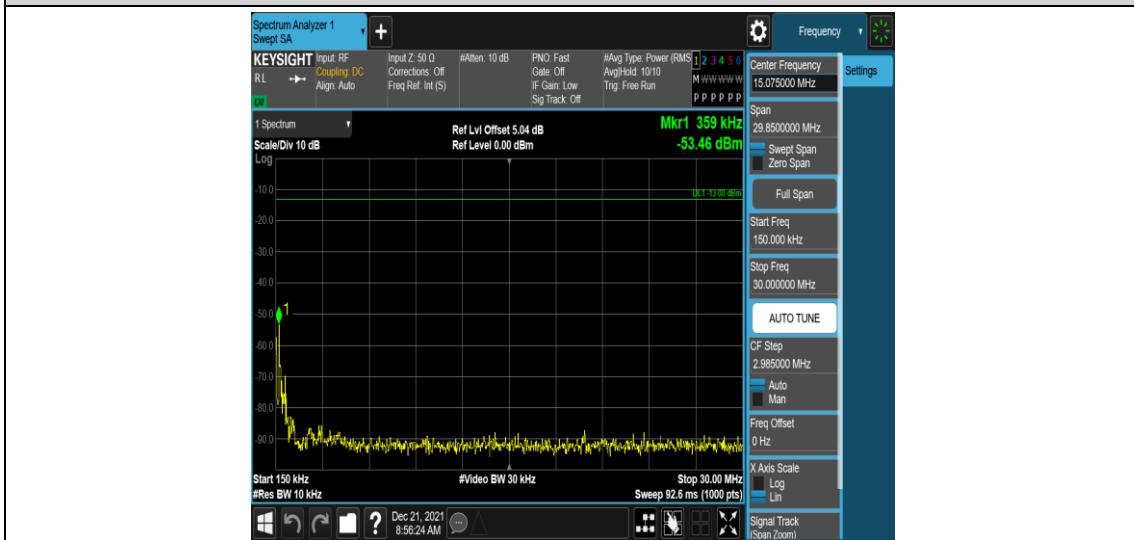 Spectrum Analyzer 1
Swept SA
+
Frequency
KEYSIGHT
RL
LXI
Input: RF
Coupling: DC
Align: Auto
Input Z: 50 Ω
Corrections: Off
Freq Ref: Int (S)
#Atten: 10 dB
PNO: Fast
Gate: Off
IF Gain: Low
Sig Track: Off
#Avg Type: Power (RMS
Avg|Hold: 10/10
Trig: Free Run
1 2 3 4 5 6
M W W W W W
P P P P P P
1 Spectrum
Scale/Div 10 dB
Ref Lvl Offset 5.04 dB
Ref Level 0.00 dBm
Mkr1 359 kHz
-53.46 dBm
Log
DL1 -13.00 dBm
-10.0
-20.0
-30.0
-40.0
-50.0
1
-60.0
-70.0
-80.0
-90.0
Start 150 kHz
#Video BW 30 kHz
Stop 30.00 MHz
#Res BW 10 kHz
Sweep 92.6 ms (1000 pts)
?
Dec 21, 2021
8:56:24 AM
Center Frequency
15.075000 MHz
Settings
Span
29.8500000 MHz
Swept Span
Zero Span
Full Span
Start Freq
150.000 kHz
Stop Freq
30.000000 MHz
AUTO TUNE
CF Step
2.985000 MHz
Auto
Man
Freq Offset
0 Hz
X Axis Scale
Log
Lin
Signal Track
(Span Zoom)